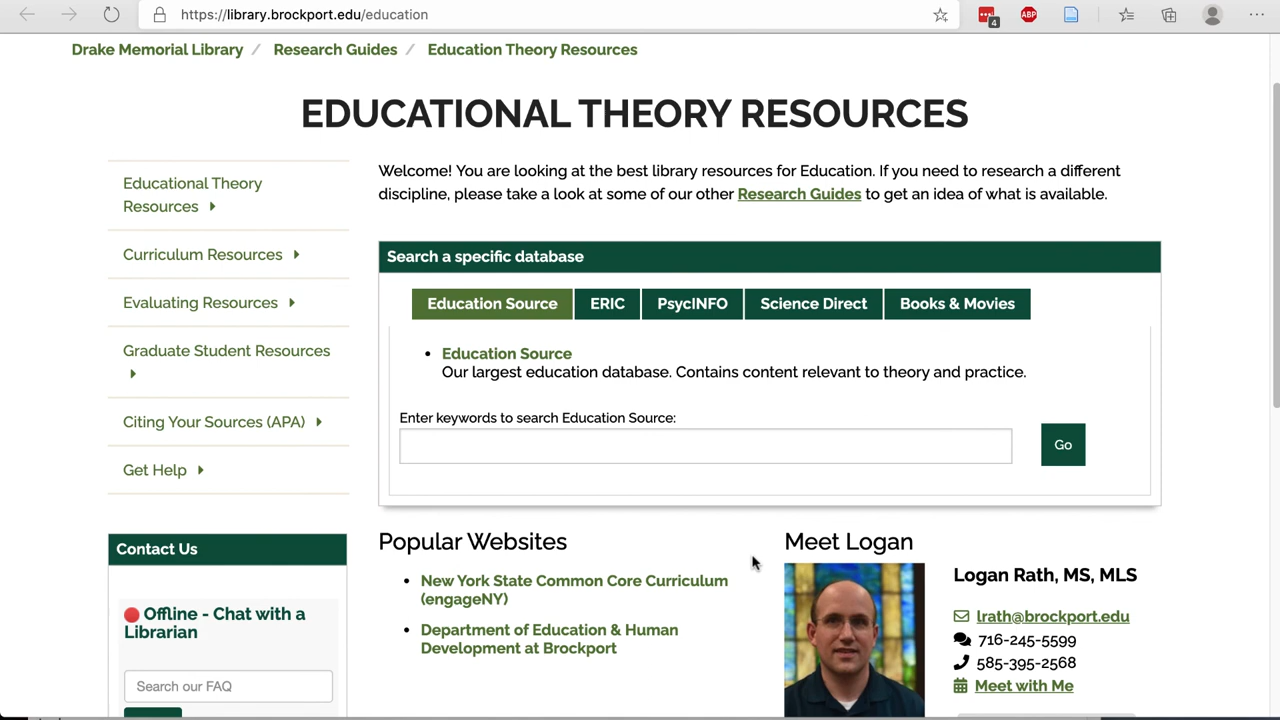 https://library.brockport.edu/education
4
ABP
Drake Memorial Library / Research Guides / Education Theory Resources
EDUCATIONAL THEORY RESOURCES
Educational Theory
Resources
Curriculum Resources
Evaluating Resources
Graduate Student Resources
Citing Your Sources (APA)
Get Help
Contact Us
Offline - Chat with a
Librarian
Search our FAQ
Welcome! You are looking at the best library resources for Education. If you need to research a different
discipline, please take a look at some of our other Research Guides to get an idea of what is available.
Search a specific database
Education Source ERIC PsycINFO Science Direct Books & Movies
Education Source
Our largest education database. Contains content relevant to theory and practice.
Enter keywords to search Education Source:
Go
Popular Websites
New York State Common Core Curriculum
(engageNY)
Department of Education & Human
Development at Brockport
Meet Logan
Logan Rath, MS, MLS
lrath@brockport.edu
716-245-5599
585-395-2568
Meet with Me